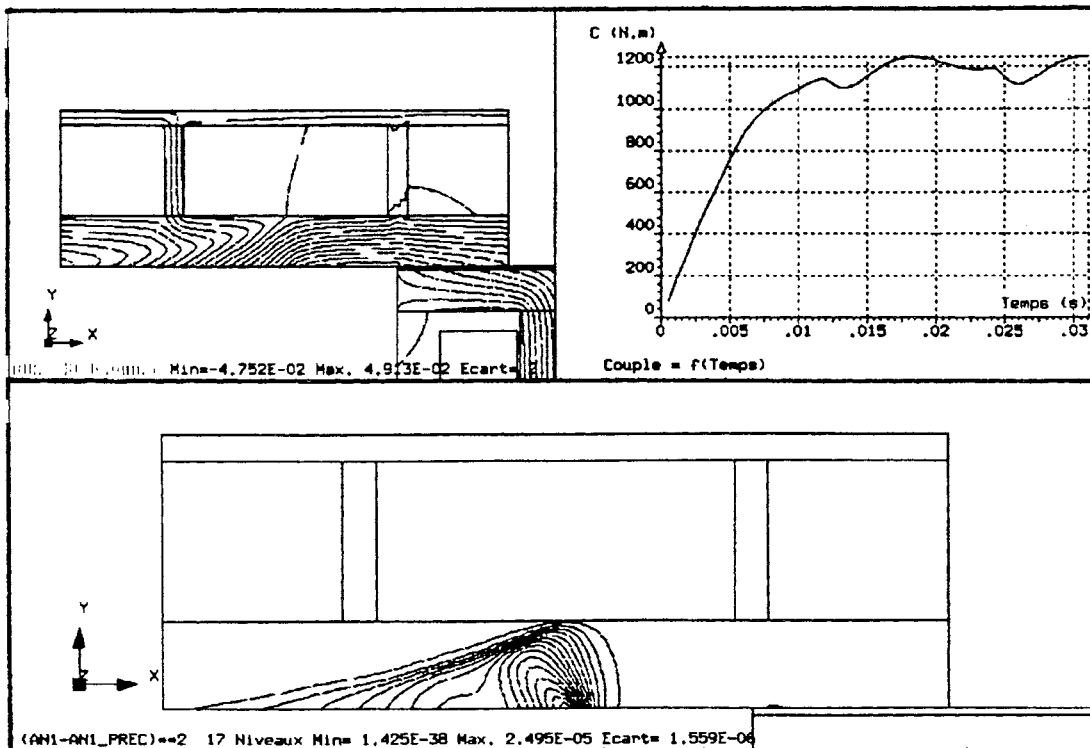 C (N.m)
1200
1000
800
600
400
200
0
0 .005 .01 .015 .02 .025 .03
Temps (s)
Couple = f(Temps)
Y
Z X
Min=-4.752E-02 Max. 4.913E-02 Ecart=
Y
Z X
(AN1-AN1_PREC)**2 17 Niveaux Min= 1.425E-38 Max. 2.495E-05 Ecart= 1.559E-06